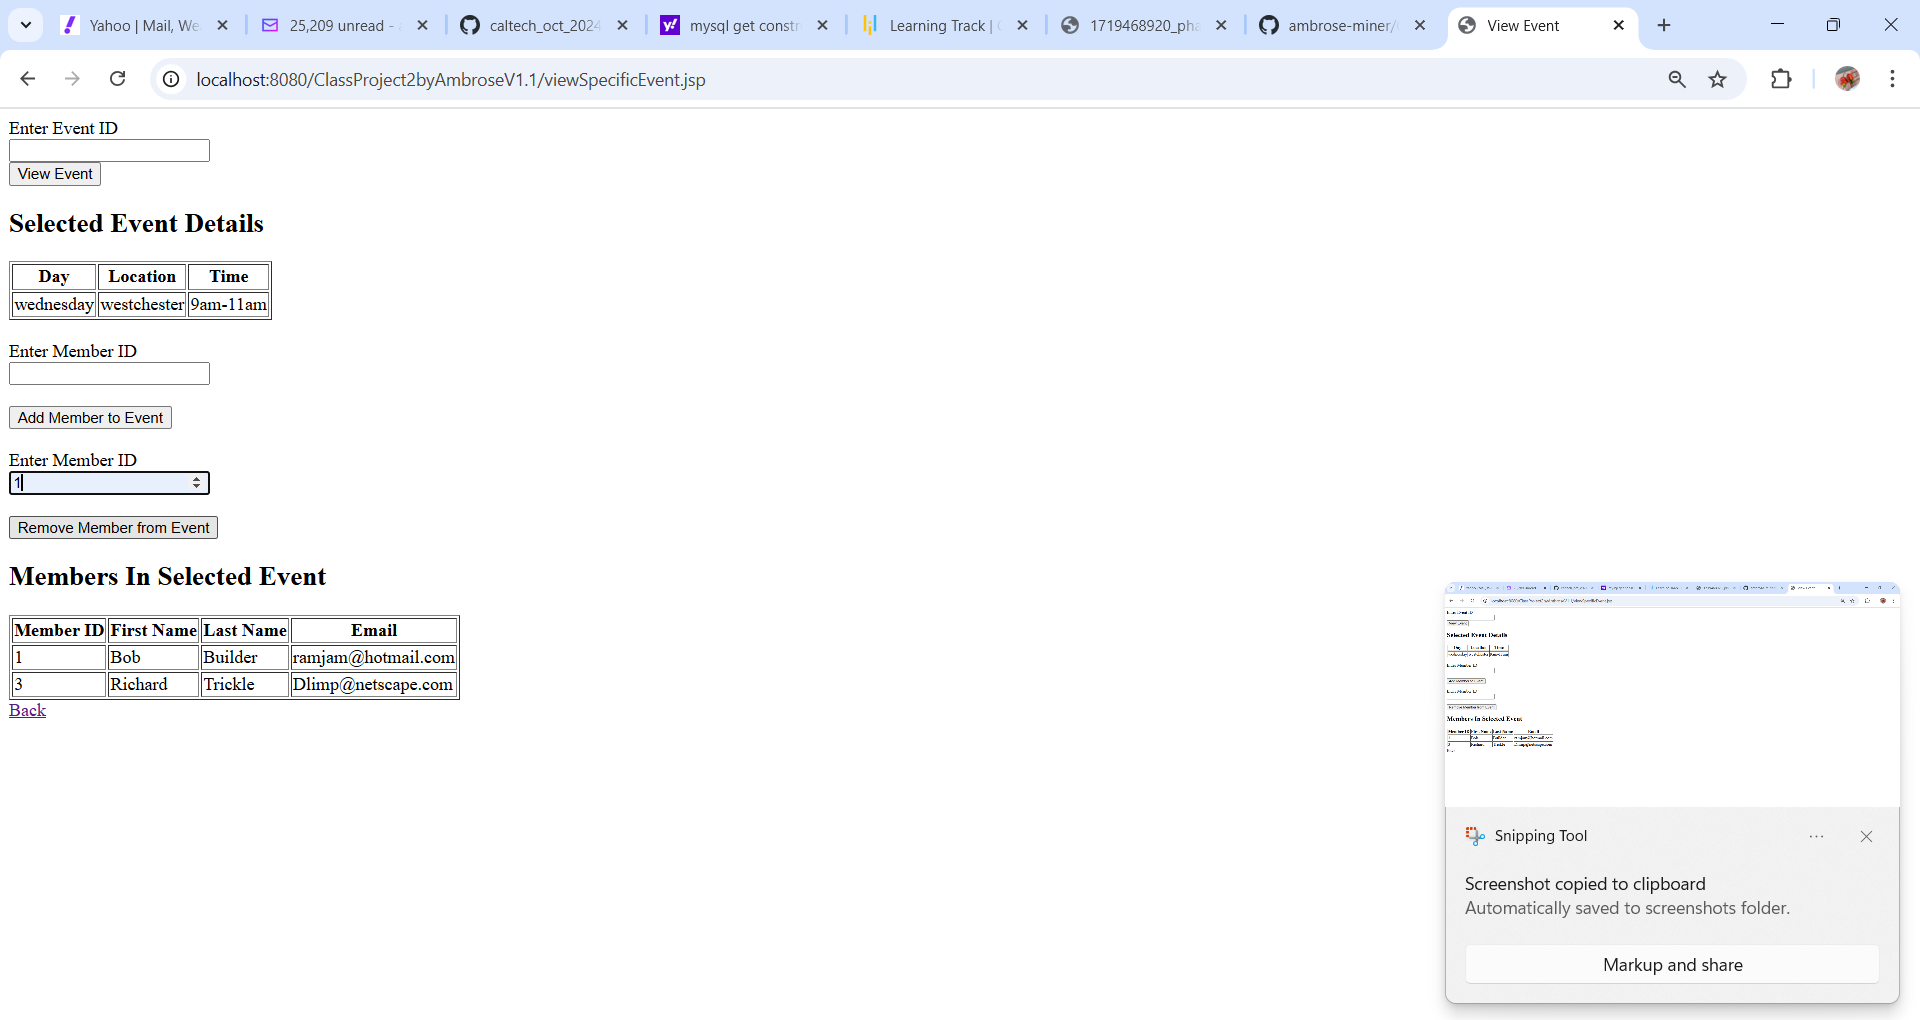 Yahoo | Mail, We
25,209 unread -
caltech_oct_2024
mysql get constr
Learning Track |
1719468920_pha
ambrose-miner/
View Event
localhost:8080/ClassProject2byAmbroseV1.1/viewSpecificEvent.jsp
Enter Event ID
View Event
Selected Event Details
Day Location Time
wednesday westchester 9am-11am
Enter Member ID
Add Member to Event
Enter Member ID
1
Remove Member from Event
Members In Selected Event
Member ID First Name Last Name Email
1 Bob Builder ramjam@hotmail.com
3 Richard Trickle Dlimp@netscape.com
Back
Snipping Tool
Screenshot copied to clipboard
Automatically saved to screenshots folder.
Markup and share